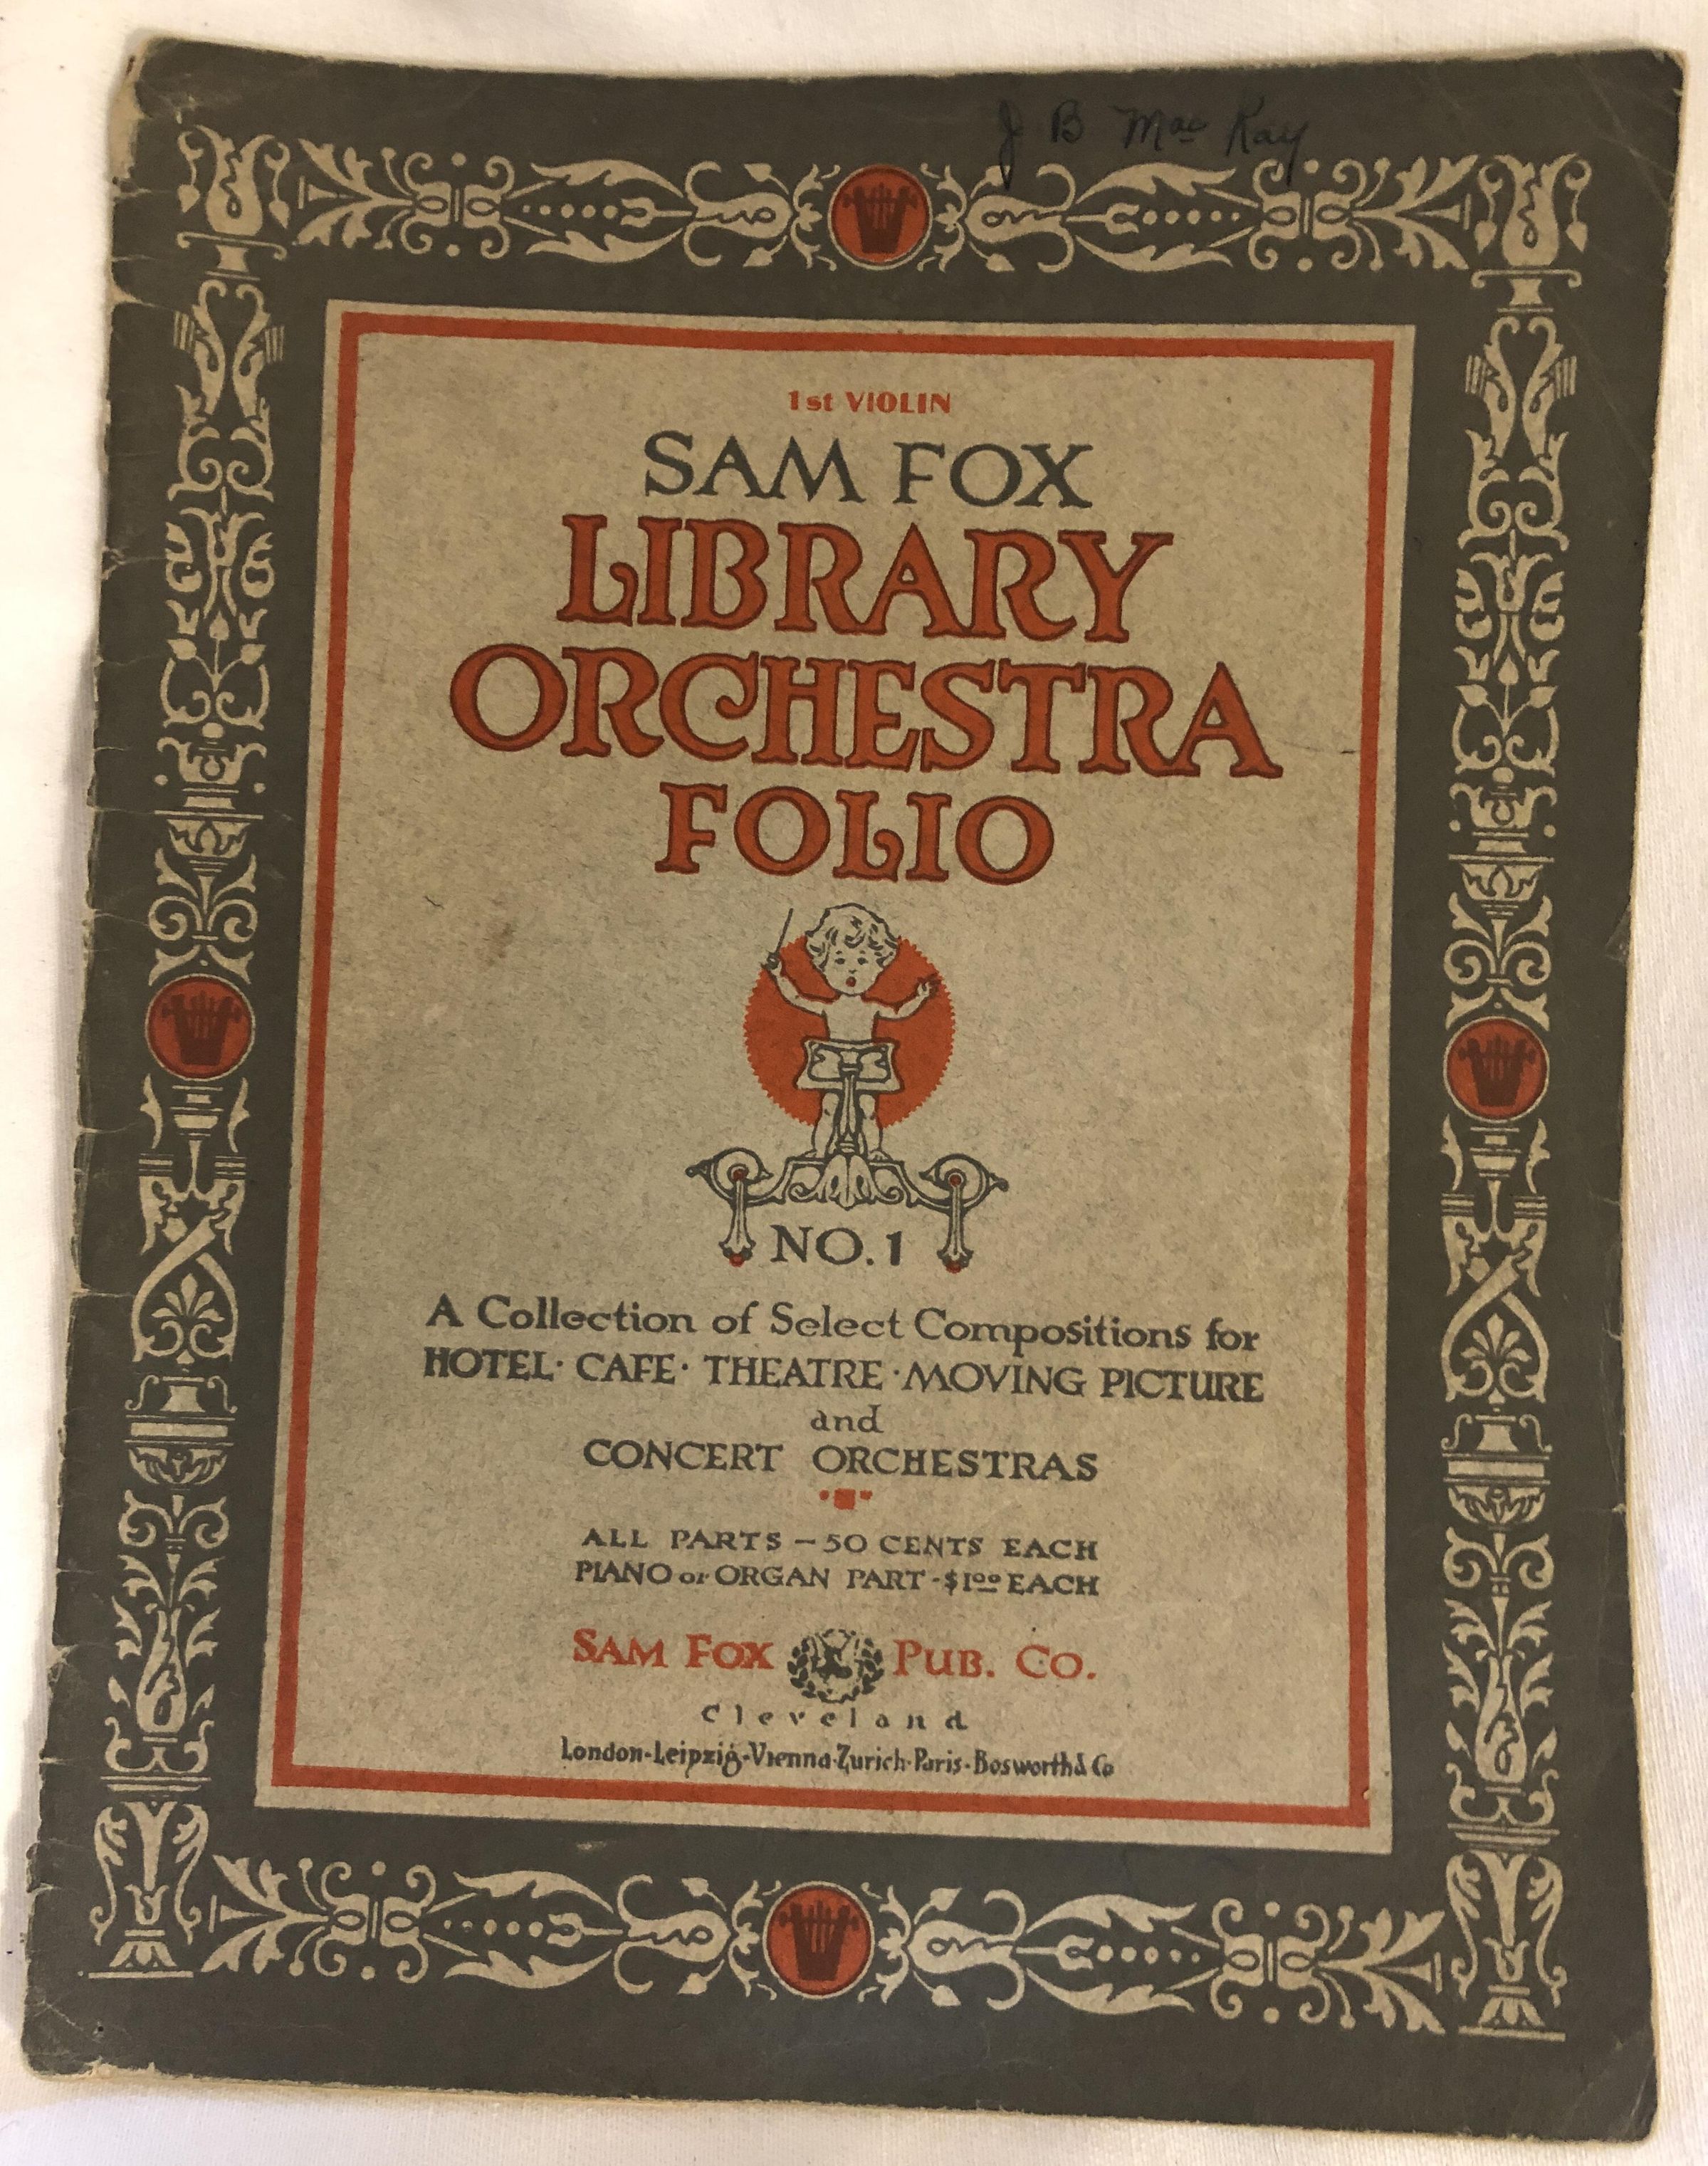 J B Mac Kay
1st VIOLIN
SAM FOX
LIBRARY
ORCHESTRA
FOLIO
NO. 1
A Collection of Select Compositions for
HOTEL · CAFE · THEATRE · MOVING PICTURE
and
CONCERT ORCHESTRAS
ALL PARTS – 50 CENTS EACH
PIANO or ORGAN PART - $1.00 EACH
SAM FOX PUB. CO.
Cleveland
London-Leipzig-Vienna-Zurich-Paris-Bosworth & Co